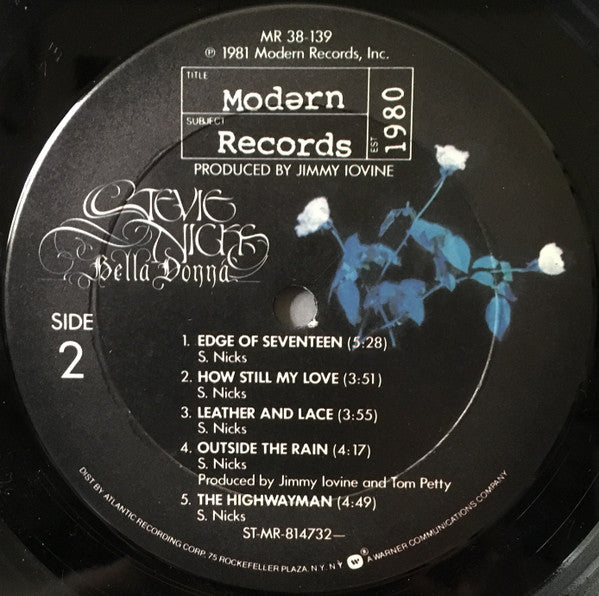 MR 38-139
℗ 1981 Modern Records, Inc.
TITLE
Modərn
SUBJECT
Records
EST 1980
PRODUCED BY JIMMY IOVINE
STEVIE
NICKS
Bella Donna
SIDE
2
1. EDGE OF SEVENTEEN (5:28)
S. Nicks
2. HOW STILL MY LOVE (3:51)
S. Nicks
3. LEATHER AND LACE (3:55)
S. Nicks
4. OUTSIDE THE RAIN (4:17)
S. Nicks
Produced by Jimmy Iovine and Tom Petty
5. THE HIGHWAYMAN (4:49)
S. Nicks
ST-MR-814732—
DIST BY ATLANTIC RECORDING CORP. 75 ROCKEFELLER PLAZA, N.Y. N.Y. W ® A WARNER COMMUNICATIONS COMPANY